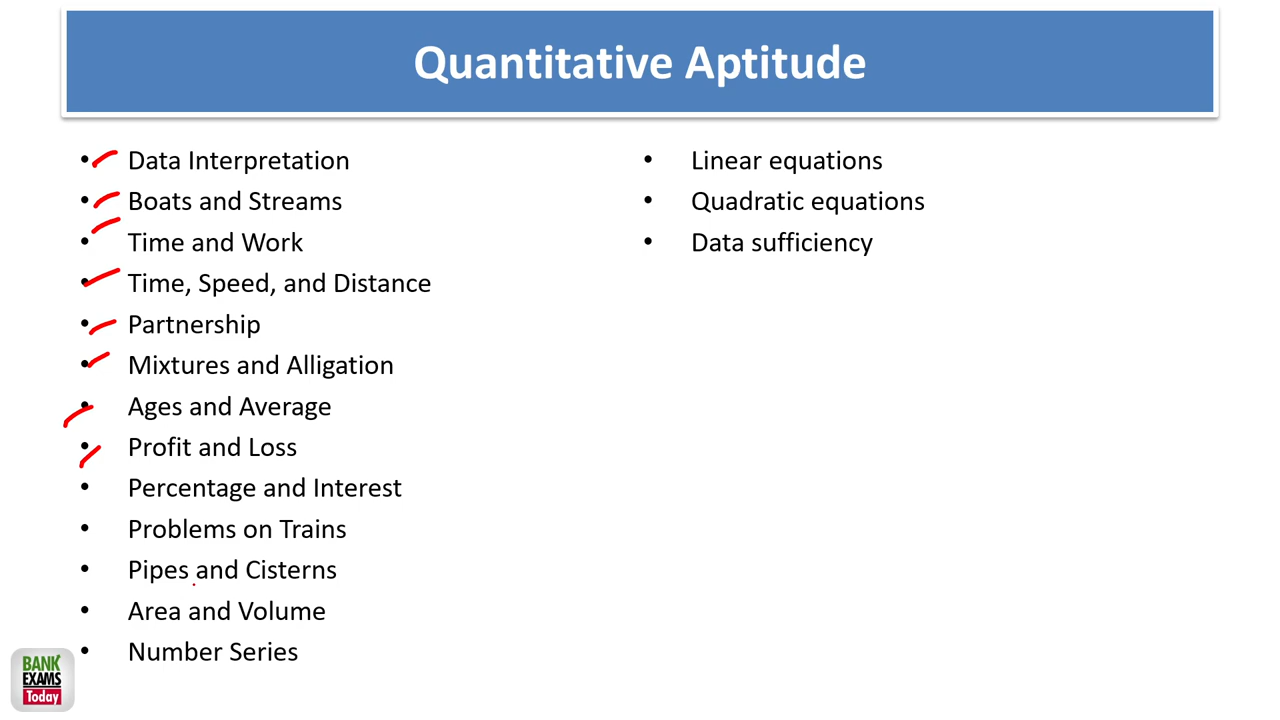 Quantitative Aptitude
• Data Interpretation
• Boats and Streams
• Time and Work
• Time, Speed, and Distance
• Partnership
• Mixtures and Alligation
• Ages and Average
• Profit and Loss
• Percentage and Interest
• Problems on Trains
• Pipes and Cisterns
• Area and Volume
• Number Series
• Linear equations
• Quadratic equations
• Data sufficiency
BANK
EXAMS
Today